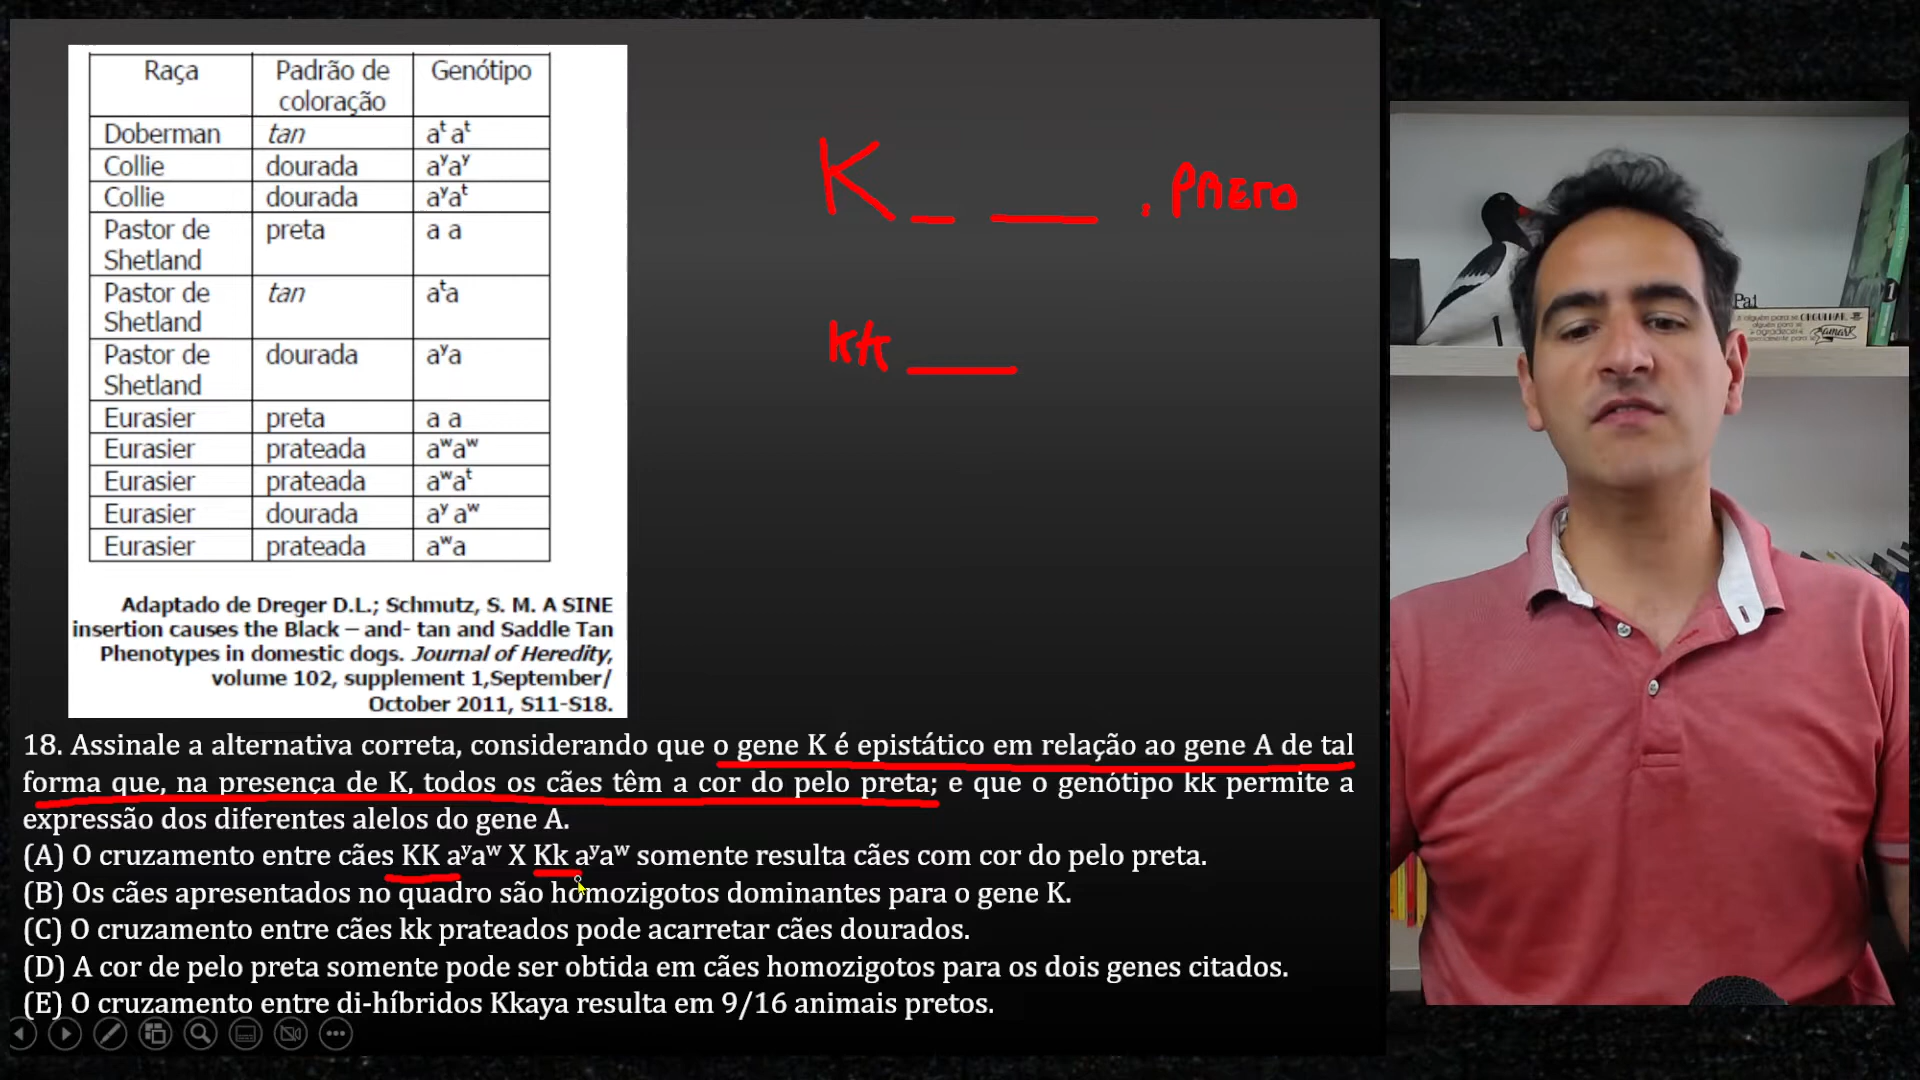 Raça Padrão de coloração Genótipo
Doberman tan aᵗ aᵗ
Collie dourada aʸaʸ
Collie dourada aʸaᵗ
Pastor de Shetland preta a a
Pastor de Shetland tan aᵗa
Pastor de Shetland dourada aʸa
Eurasier preta a a
Eurasier prateada aʷaʷ
Eurasier prateada aʷaᵗ
Eurasier dourada aʸ aʷ
Eurasier prateada aʷa
Adaptado de Dreger D.L.; Schmutz, S. M. A SINE
insertion causes the Black – and- tan and Saddle Tan
Phenotypes in domestic dogs. Journal of Heredity,
volume 102, supplement 1,September/
October 2011, S11-S18.
K _ __ . PRETO
kk __
18. Assinale a alternativa correta, considerando que o gene K é epistático em relação ao gene A de tal
forma que, na presença de K, todos os cães têm a cor do pelo preta; e que o genótipo kk permite a
expressão dos diferentes alelos do gene A.
(A) O cruzamento entre cães KK aʸaʷ X Kk aʸaʷ somente resulta cães com cor do pelo preta.
(B) Os cães apresentados no quadro são homozigotos dominantes para o gene K.
(C) O cruzamento entre cães kk prateados pode acarretar cães dourados.
(D) A cor de pelo preta somente pode ser obtida em cães homozigotos para os dois genes citados.
(E) O cruzamento entre di-híbridos Kkaya resulta em 9/16 animais pretos.
Pai
ORGULHAR
1